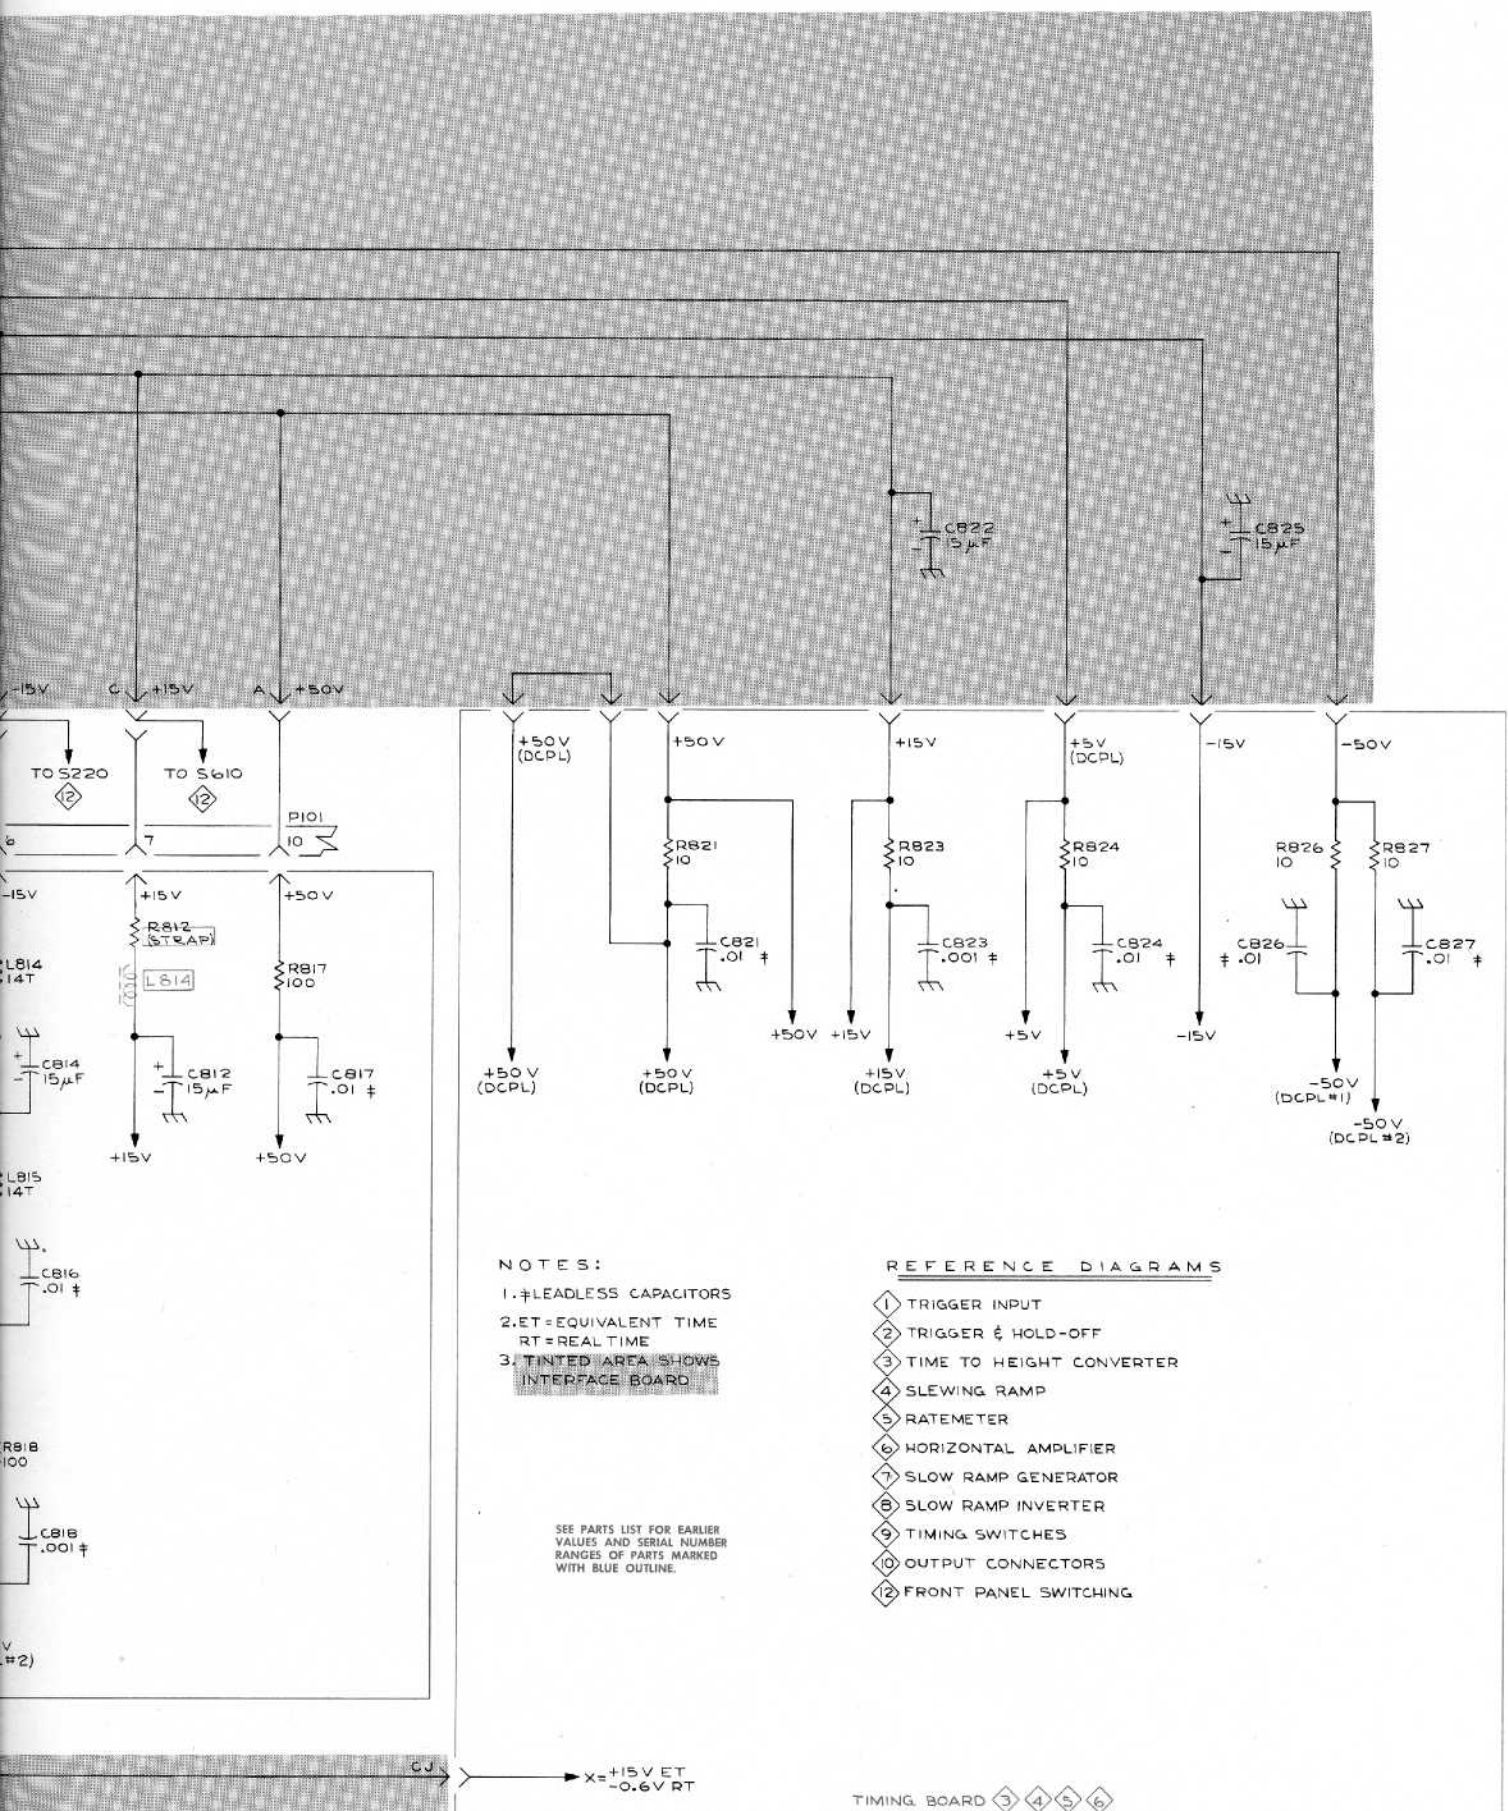 C822
15µF
C825
15µF
-15V
C
+15V
A
+50V
TO S220
12
TO S610
12
P101
6
7
10
-15V
+15V
+50V
R812
(STRAP)
L814
14T
L814
R817
100
C814
15µF
C812
15µF
C817
.01 ‡
+15V
+50V
L815
14T
C816
.01 ‡
R818
100
C818
.001 ‡
V
#2)
+50V
(DCPL)
+50V
+15V
+5V
(DCPL)
-15V
-50V
R821
10
R823
10
R824
10
R826
10
R827
10
C821
.01 ‡
C823
.001 ‡
C824
.01 ‡
C826
‡ .01
C827
.01 ‡
+50V
+15V
+5V
-15V
+50V
(DCPL)
+50V
(DCPL)
+15V
(DCPL)
+5V
(DCPL)
-50V
(DCPL#1)
-50V
(DCPL#2)
NOTES:
1. ‡LEADLESS CAPACITORS
2. ET=EQUIVALENT TIME
RT=REAL TIME
3. TINTED AREA SHOWS
INTERFACE BOARD
REFERENCE DIAGRAMS
1 TRIGGER INPUT
2 TRIGGER & HOLD-OFF
3 TIME TO HEIGHT CONVERTER
4 SLEWING RAMP
5 RATEMETER
6 HORIZONTAL AMPLIFIER
7 SLOW RAMP GENERATOR
8 SLOW RAMP INVERTER
9 TIMING SWITCHES
10 OUTPUT CONNECTORS
12 FRONT PANEL SWITCHING
SEE PARTS LIST FOR EARLIER
VALUES AND SERIAL NUMBER
RANGES OF PARTS MARKED
WITH BLUE OUTLINE.
CJ
X= +15V ET
-0.6V RT
TIMING BOARD 3 4 5 6